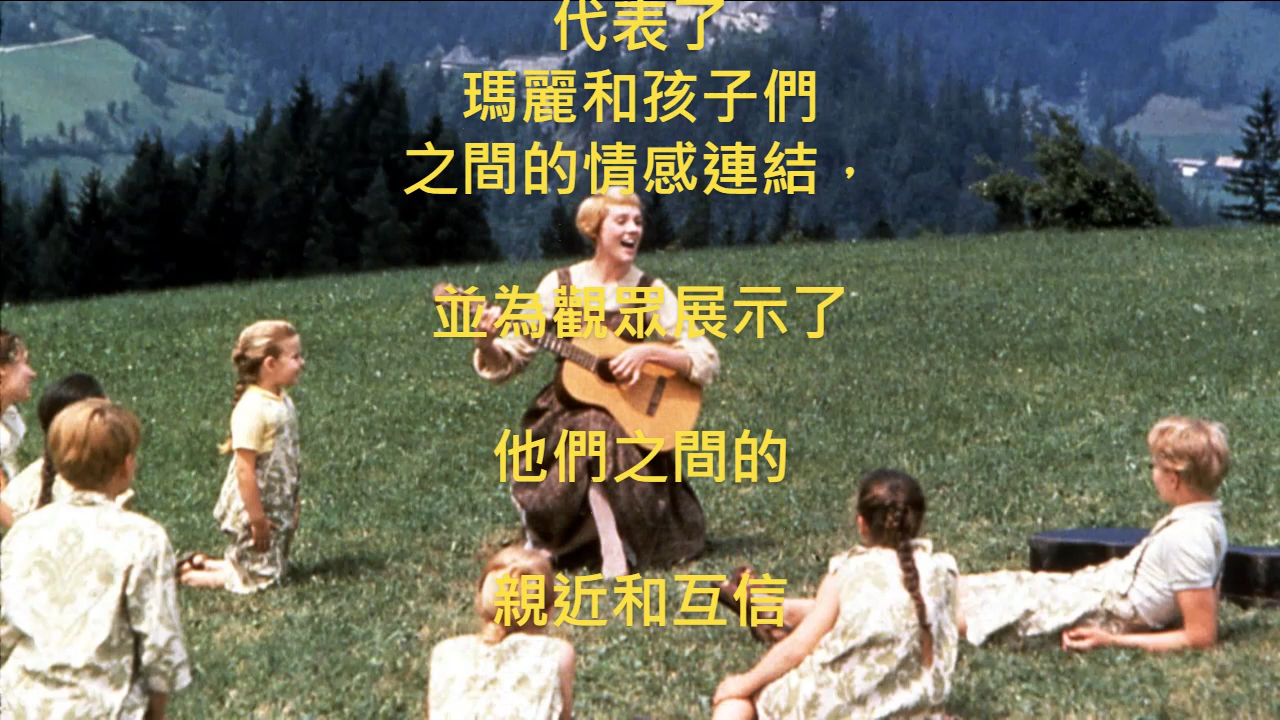 代表了
瑪麗和孩子們
之間的情感連結，
並為觀眾展示了
他們之間的
親近和互信